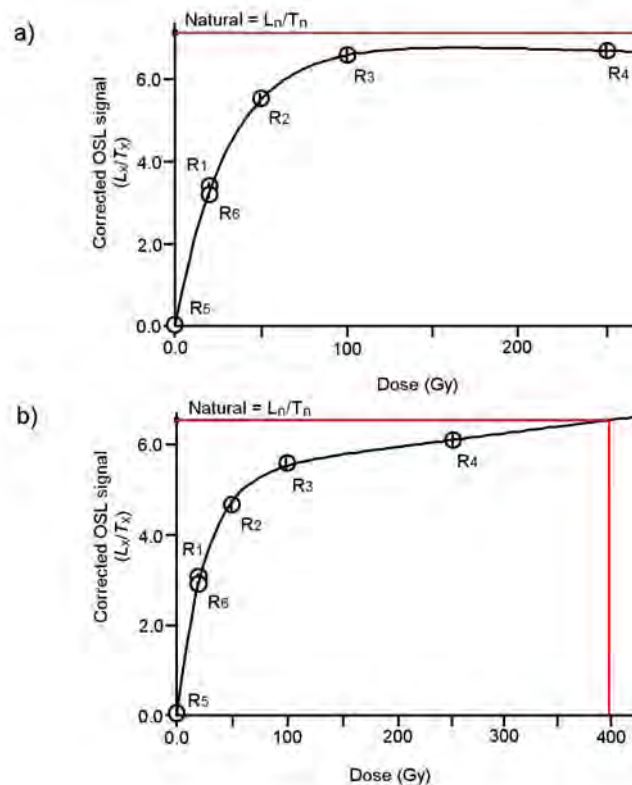 a)
Natural = Ln/Tn
Corrected OSL signal
(Lx/Tx)
6.0
4.0
2.0
0.0
R1
R2
R3
R4
R5
R6
0.0
100
200
Dose (Gy)
b)
Natural = Ln/Tn
Corrected OSL signal
(Lx/Tx)
6.0
4.0
2.0
0.0
R1
R2
R3
R4
R5
R6
0.0
100
200
300
400
Dose (Gy)